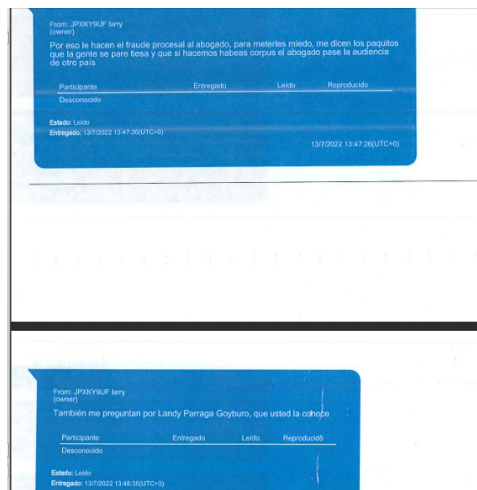 From: JPXKY9UF larry
(owner)
Por eso le hacen el fraude procesal al abogado, para meterles miedo, me dicen los paquitos
que la gente se pare tiesa y que si hacemos habeas corpus el abogado pase la audiencia
de otro país
Participante Entregado Leído Reproducido
Desconocido
Estado: Leído
Entregado: 13/7/2022 13:47:26(UTC+0)
13/7/2022 13:47:26(UTC+0)
From: JPXKY9UF larry
(owner)
También me preguntan por Landy Parraga Goyburo, que usted la conoce
Participante Entregado Leído Reproducido
Desconocido
Estado: Leído
Entregado: 13/7/2022 13:48:35(UTC+0)